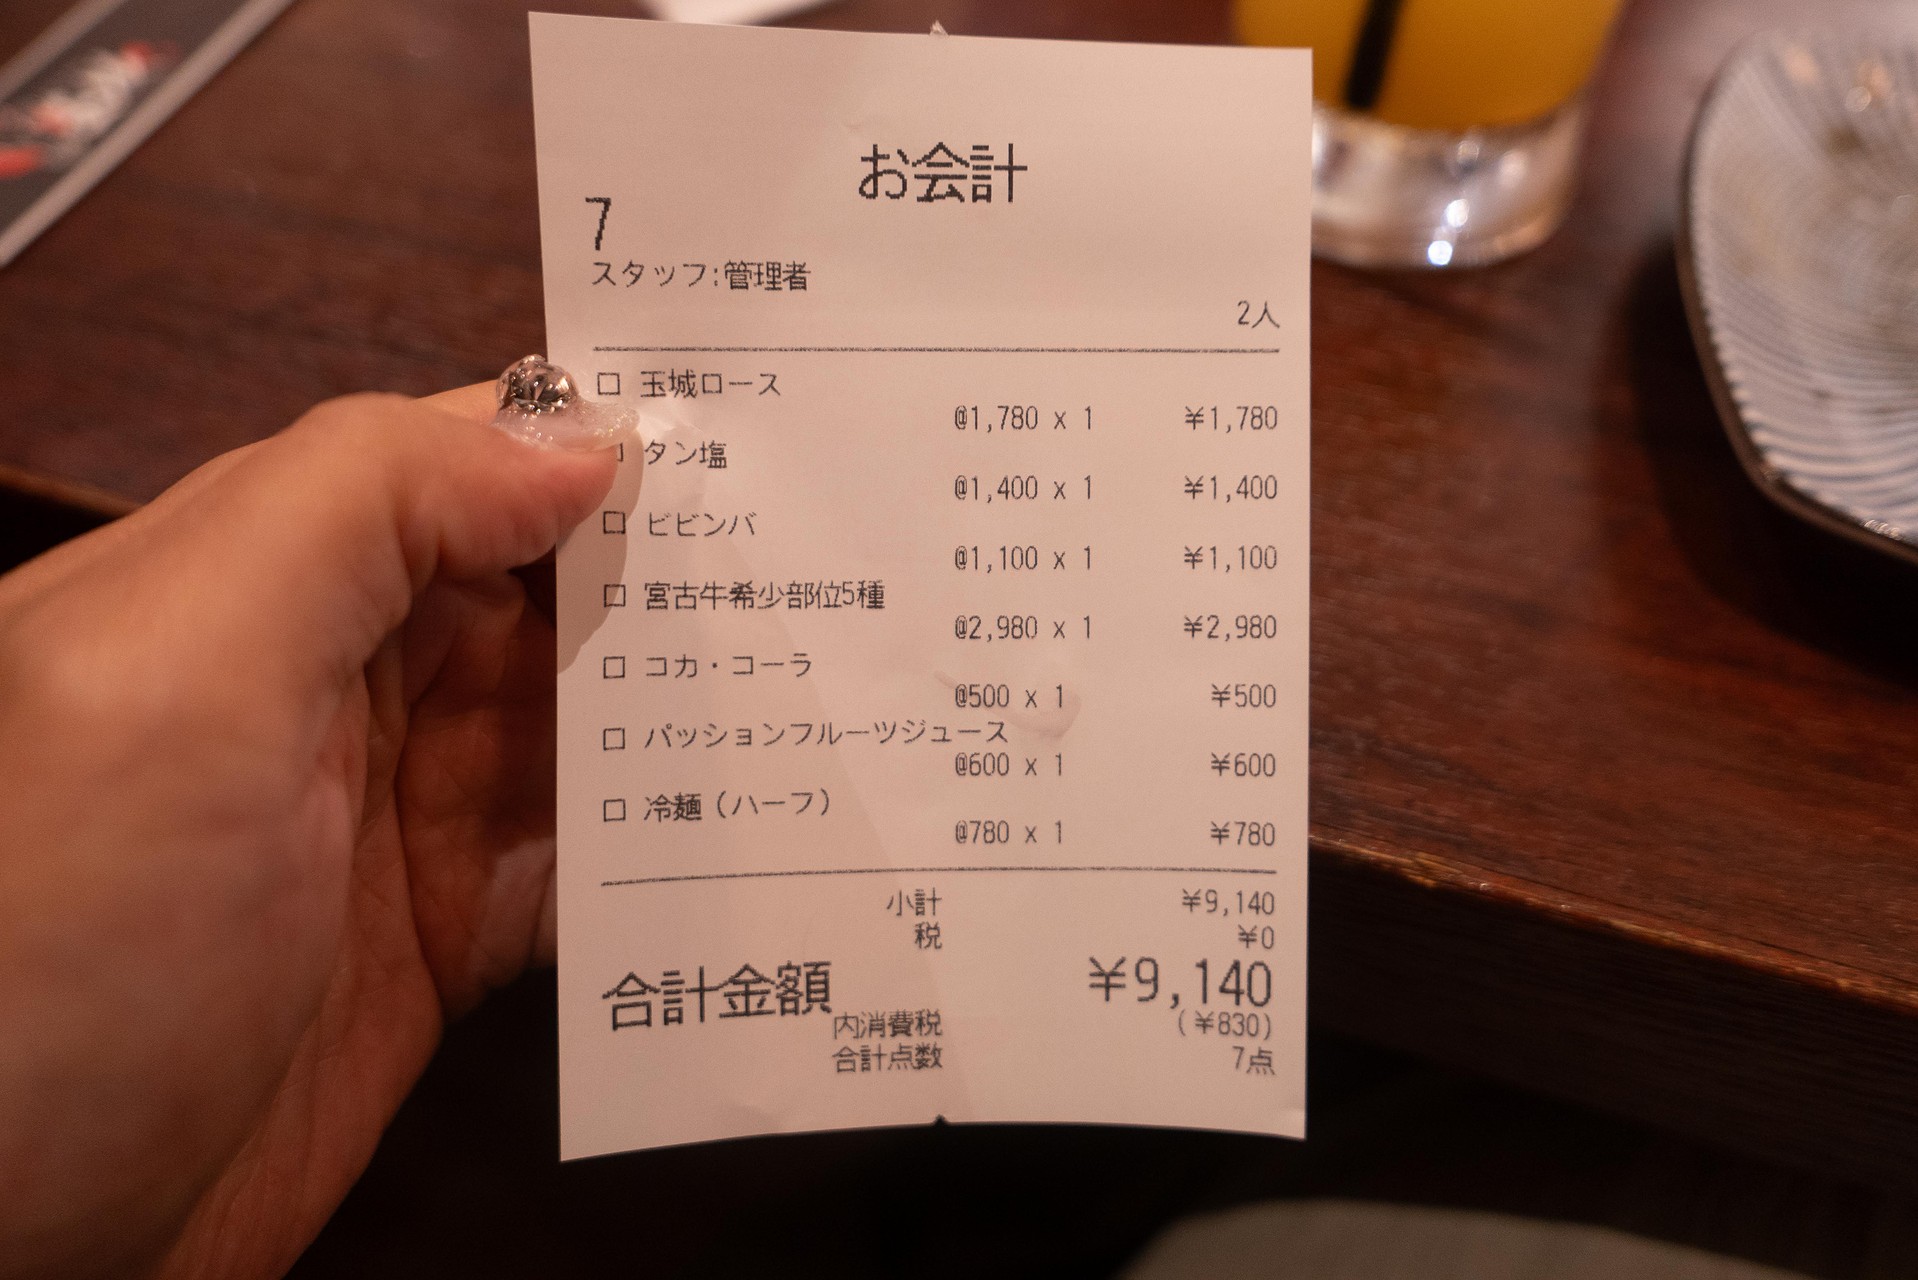 お会計
7
スタッフ:管理者
2人
□ 玉城ロース
@1,780 x 1 ¥1,780
タン塩
@1,400 x 1 ¥1,400
□ ビビンバ
@1,100 x 1 ¥1,100
□ 宮古牛希少部位5種
@2,980 x 1 ¥2,980
□ コカ・コーラ
@500 x 1 ¥500
□ パッションフルーツジュース
@600 x 1 ¥600
□ 冷麺(ハーフ)
@780 x 1 ¥780
小計 ¥9,140
税 ¥0
合計金額 ¥9,140
内消費税 (¥830)
合計点数 7点